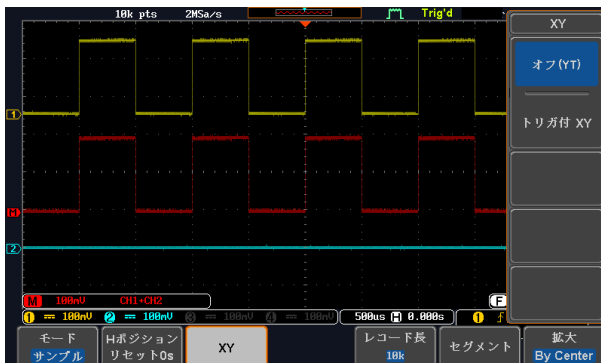 10k pts 2MSa/s Trig'd
XY
オフ(YT)
トリガ付 XY
1
M
2
M 100mV CH1+CH2
F
1 100mV 2 100mV 3 100mV 4 100mV 500us H 0.000s 1
モード
サンプル
Hポジション
リセット0s
XY
レコード長
10k
セグメント
拡大
By Center